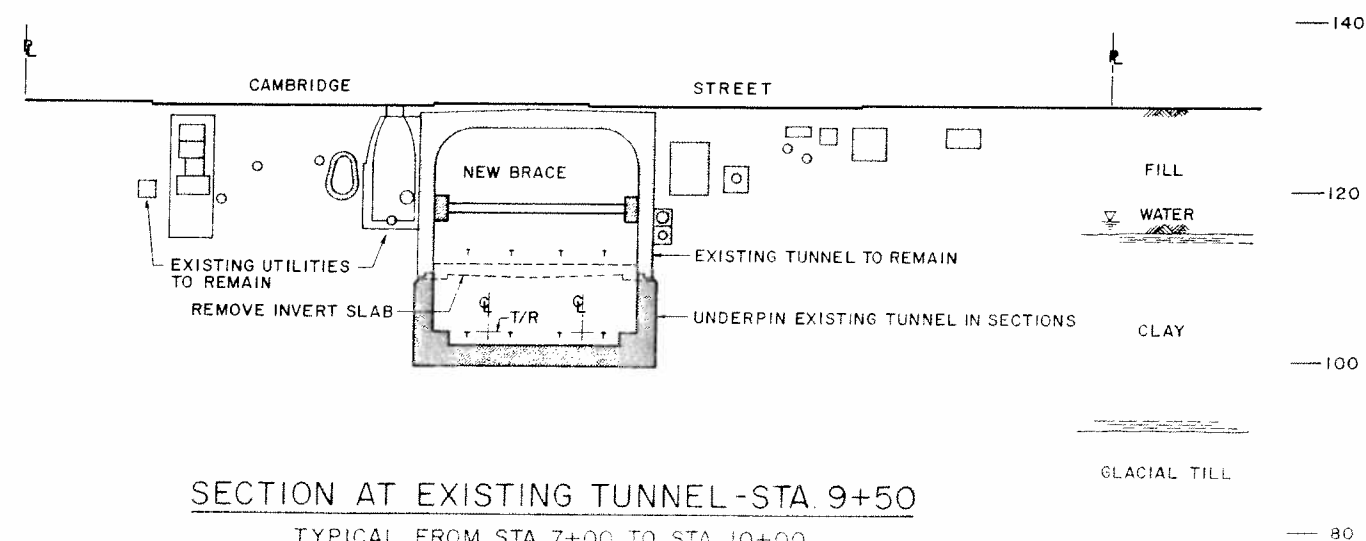 140
℄
℄
CAMBRIDGE STREET
NEW BRACE
FILL
120
WATER
EXISTING UTILITIES
TO REMAIN
EXISTING TUNNEL TO REMAIN
REMOVE INVERT SLAB
℄ ℄
T/R
UNDERPIN EXISTING TUNNEL IN SECTIONS
CLAY
100
GLACIAL TILL
SECTION AT EXISTING TUNNEL-STA. 9+50
TYPICAL FROM STA. 7+00 TO STA. 10+00
80